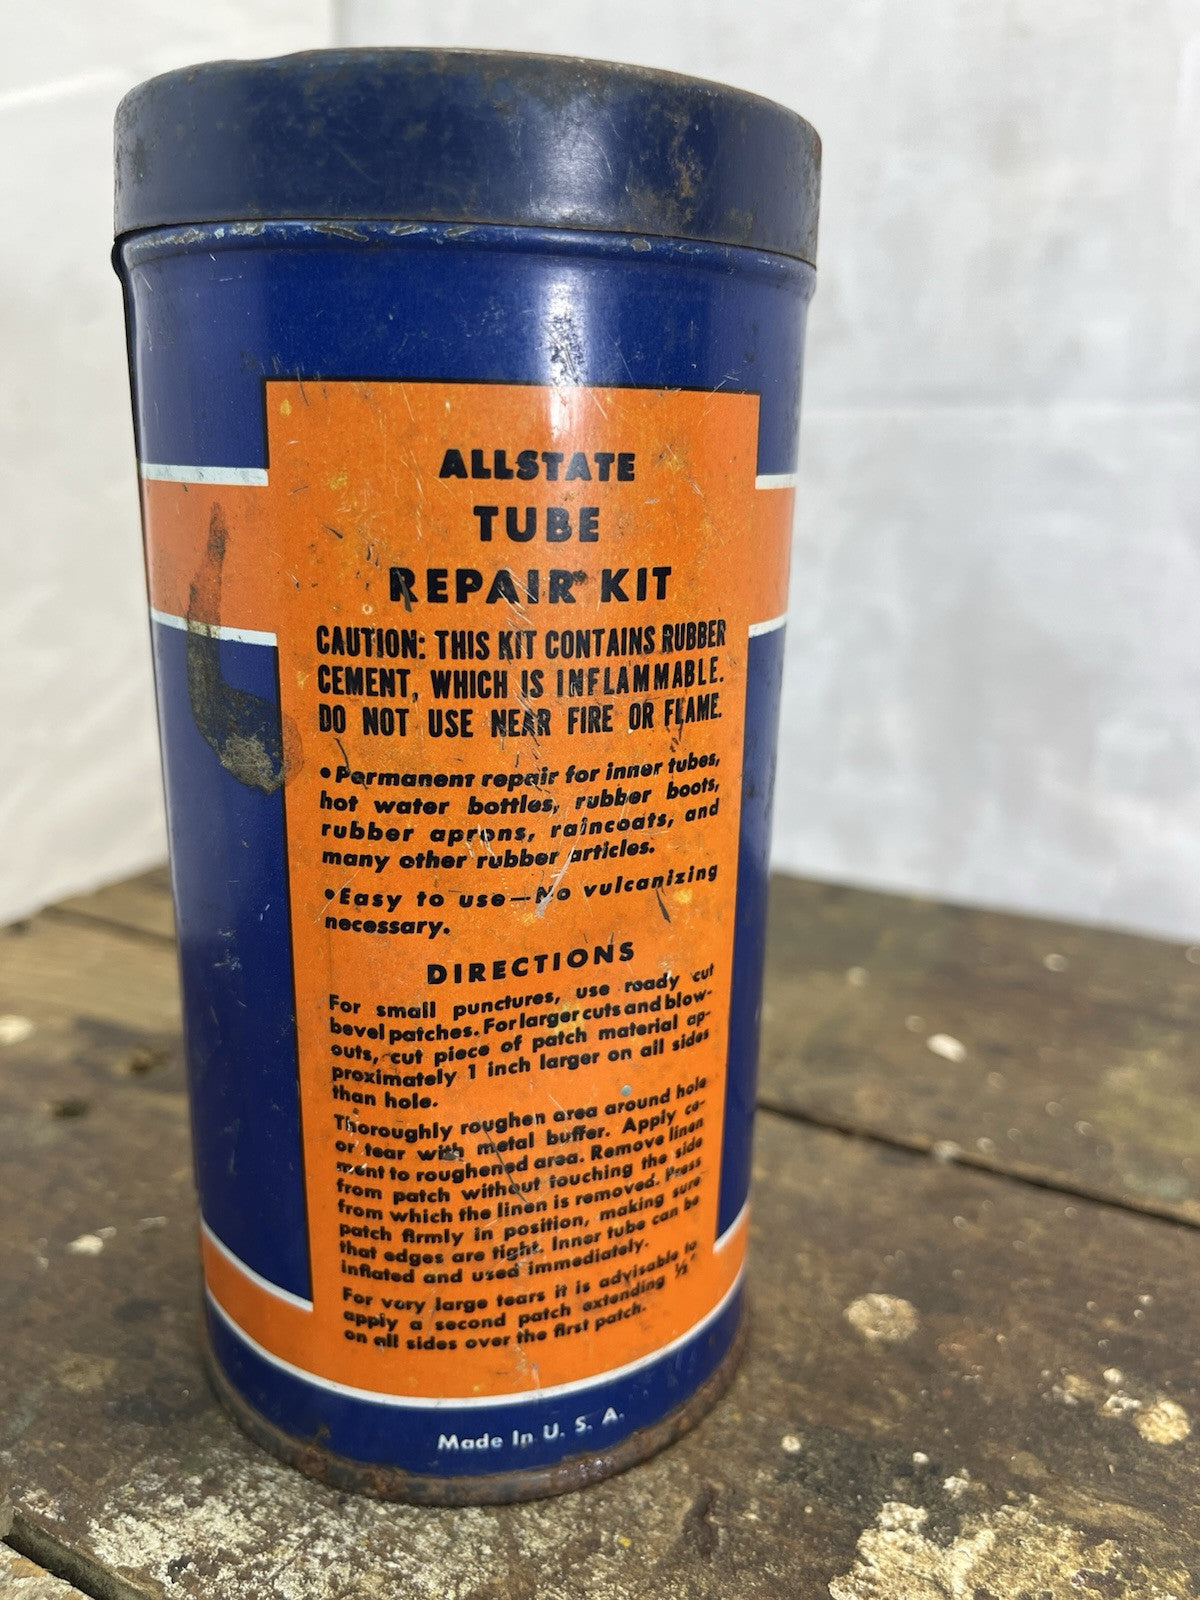 ALLSTATE
TUBE
REPAIR KIT
CAUTION: THIS KIT CONTAINS RUBBER
CEMENT, WHICH IS INFLAMMABLE.
DO NOT USE NEAR FIRE OR FLAME.
•Permanent repair for inner tubes,
hot water bottles, rubber boots,
rubber aprons, raincoats, and
many other rubber articles.
•Easy to use—No vulcanizing
necessary.
DIRECTIONS
For small punctures, use ready cut
bevel patches. For larger cuts and blow-
outs, cut piece of patch material ap-
proximately 1 inch larger on all sides
than hole.
Thoroughly roughen area around hole
or tear with metal buffer. Apply ce-
ment to roughened area. Remove linen
from patch without touching the side
from which the linen is removed. Press
patch firmly in position, making sure
that edges are tight. Inner tube can be
inflated and used immediately.
For very large tears it is advisable to
apply a second patch extending ½"
on all sides over the first patch.
Made In U. S. A.